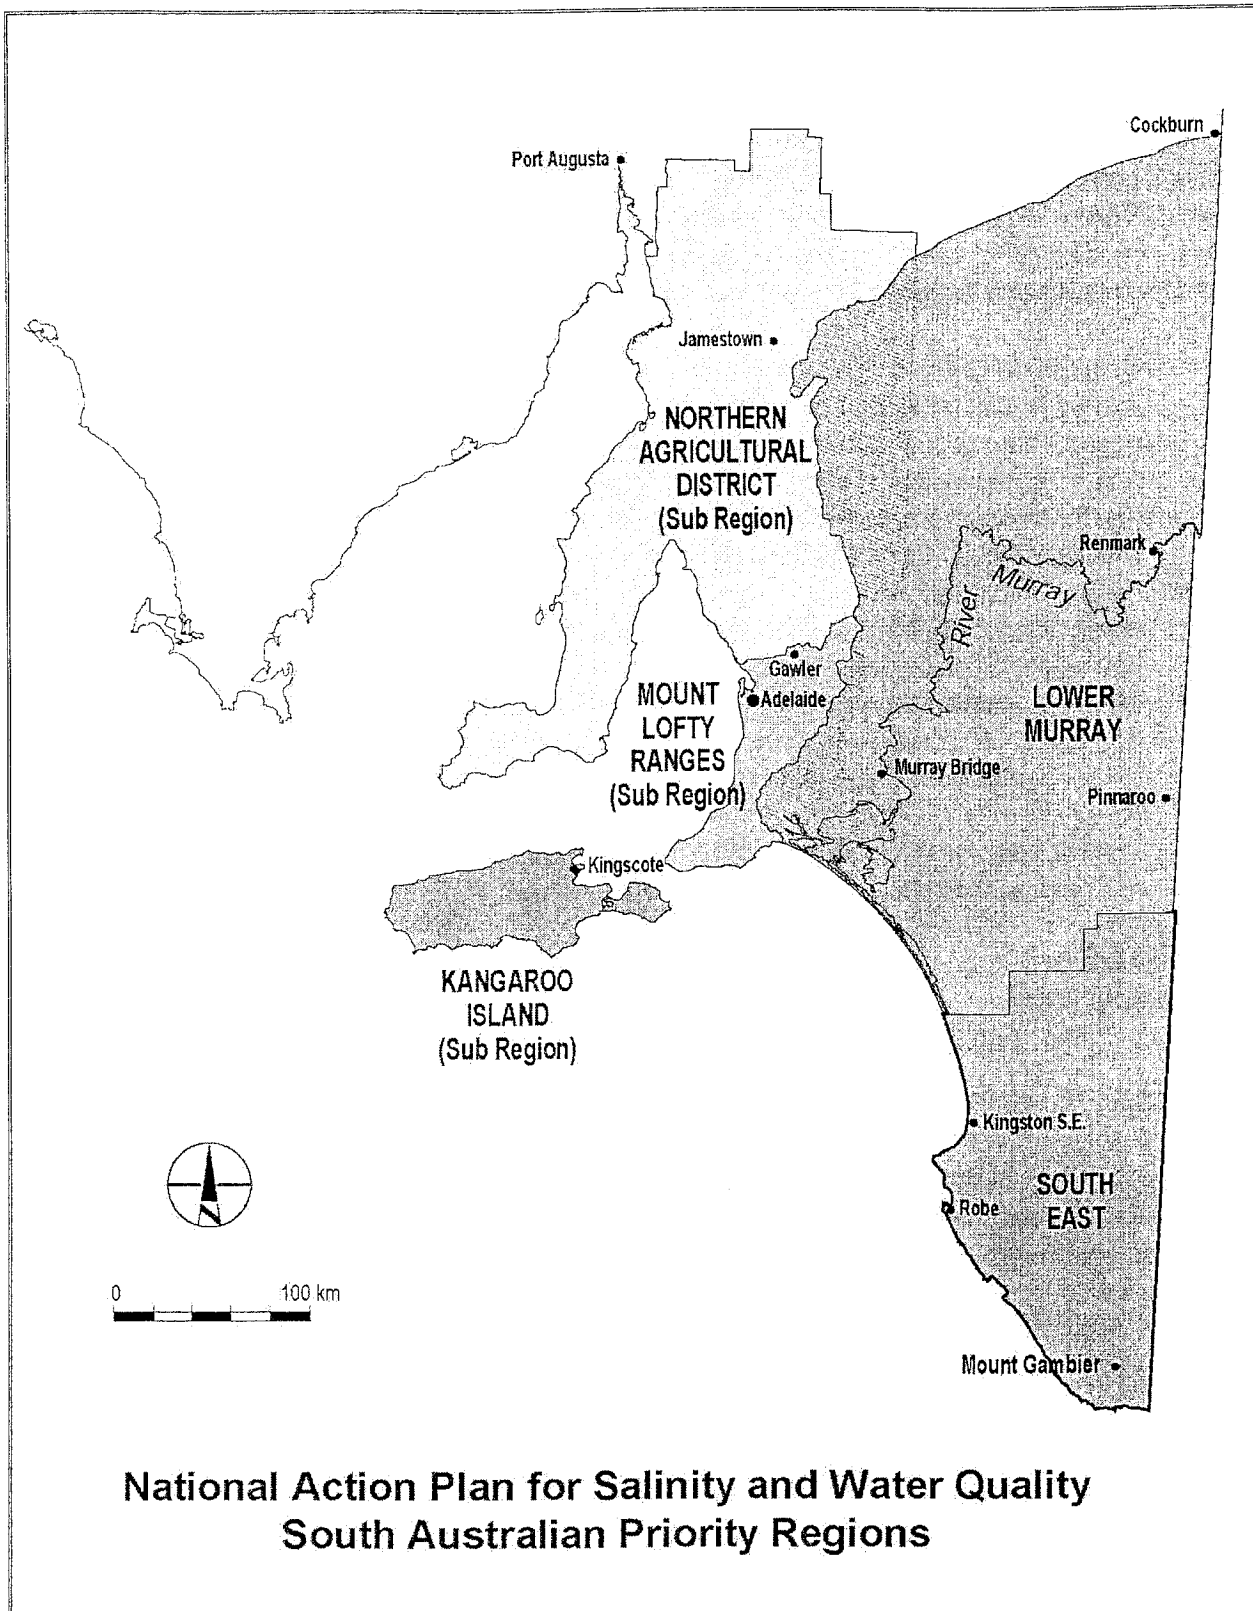 Cockburn
Port Augusta
Jamestown
NORTHERN
AGRICULTURAL
DISTRICT
(Sub Region)
Renmark
River
Murray
Gawler
Adelaide
MOUNT
LOFTY
RANGES
(Sub Region)
LOWER
MURRAY
Murray Bridge
Pinnaroo
Kingscote
KANGAROO
ISLAND
(Sub Region)
Kingston S.E.
SOUTH
EAST
Robe
N
0 100 km
Mount Gambier
National Action Plan for Salinity and Water Quality
South Australian Priority Regions